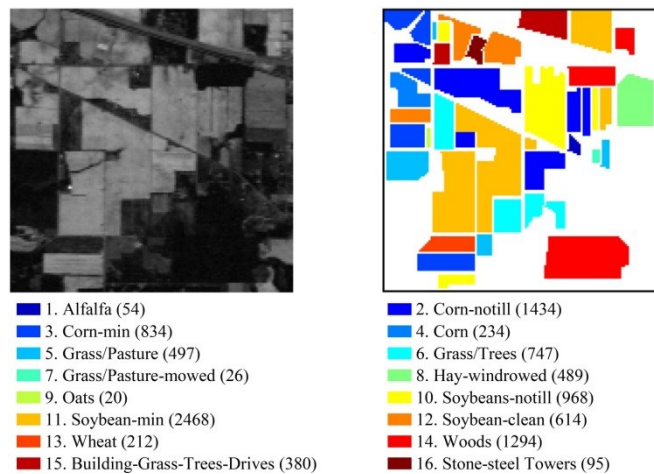 1. Alfalfa (54)
2. Corn-notill (1434)
3. Corn-min (834)
4. Corn (234)
5. Grass/Pasture (497)
6. Grass/Trees (747)
7. Grass/Pasture-mowed (26)
8. Hay-windrowed (489)
9. Oats (20)
10. Soybeans-notill (968)
11. Soybean-min (2468)
12. Soybean-clean (614)
13. Wheat (212)
14. Woods (1294)
15. Building-Grass-Trees-Drives (380)
16. Stone-steel Towers (95)